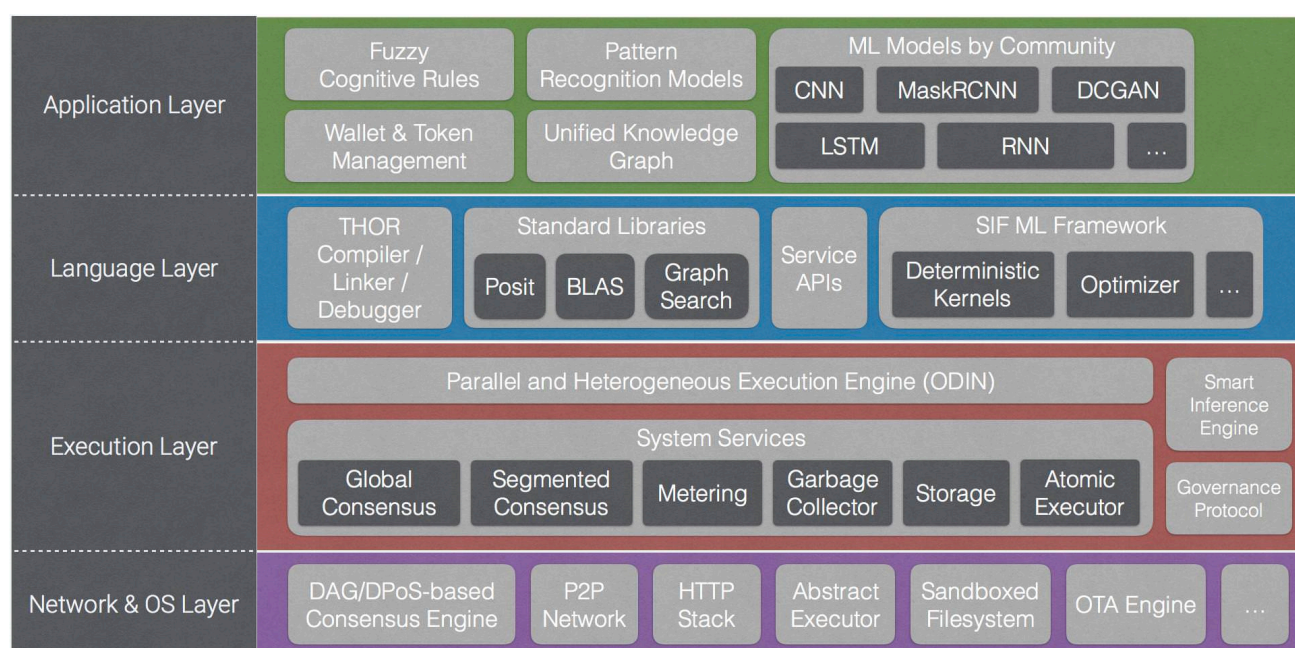 Application Layer
Fuzzy
Cognitive Rules
Pattern
Recognition Models
Wallet & Token
Management
Unified Knowledge
Graph
ML Models by Community
CNN
MaskRCNN
DCGAN
LSTM
RNN
...
Language Layer
THOR
Compiler /
Linker /
Debugger
Standard Libraries
Posit
BLAS
Graph
Search
Service
APIs
SIF ML Framework
Deterministic
Kernels
Optimizer
...
Execution Layer
Parallel and Heterogeneous Execution Engine (ODIN)
System Services
Global
Consensus
Segmented
Consensus
Metering
Garbage
Collector
Storage
Atomic
Executor
Smart
Inference
Engine
Governance
Protocol
Network & OS Layer
DAG/DPoS-based
Consensus Engine
P2P
Network
HTTP
Stack
Abstract
Executor
Sandboxed
Filesystem
OTA Engine
...